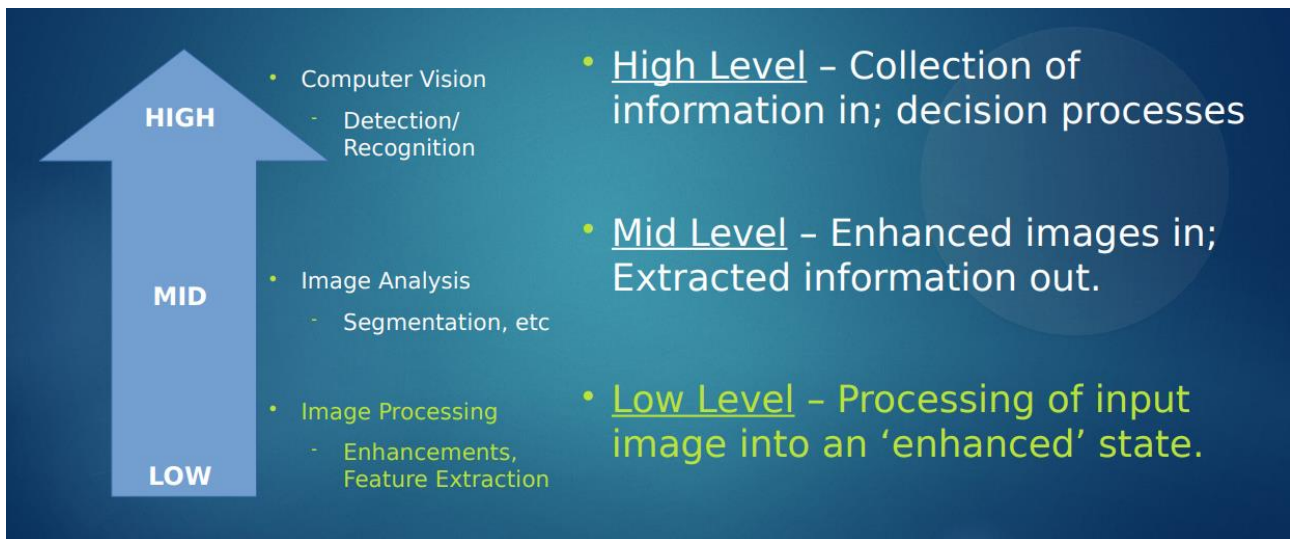 HIGH
MID
LOW
• Computer Vision
- Detection/
Recognition
• Image Analysis
- Segmentation, etc
• Image Processing
- Enhancements,
Feature Extraction
• High Level – Collection of
information in; decision processes
• Mid Level – Enhanced images in;
Extracted information out.
• Low Level – Processing of input
image into an ‘enhanced’ state.